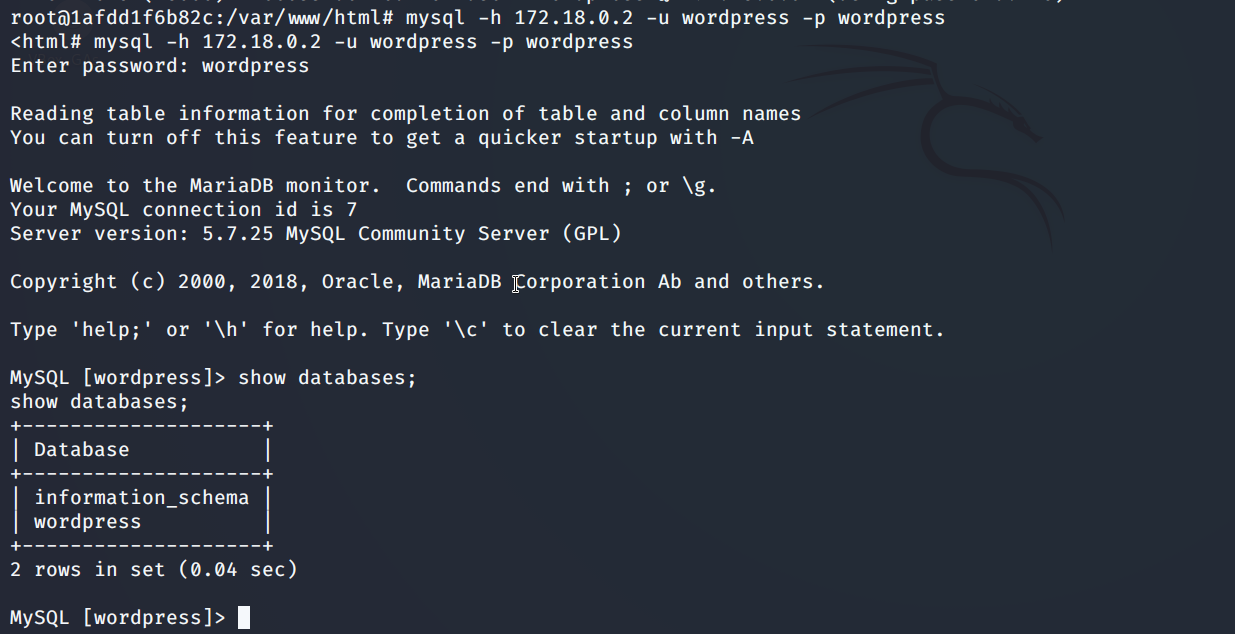 root@1afdd1f6b82c:/var/www/html# mysql -h 172.18.0.2 -u wordpress -p wordpress
<html# mysql -h 172.18.0.2 -u wordpress -p wordpress
Enter password: wordpress
Reading table information for completion of table and column names
You can turn off this feature to get a quicker startup with -A
Welcome to the MariaDB monitor.  Commands end with ; or \g.
Your MySQL connection id is 7
Server version: 5.7.25 MySQL Community Server (GPL)
Copyright (c) 2000, 2018, Oracle, MariaDB Corporation Ab and others.
Type 'help;' or '\h' for help. Type '\c' to clear the current input statement.
MySQL [wordpress]> show databases;
show databases;
+--------------------+
| Database           |
+--------------------+
| information_schema |
| wordpress          |
+--------------------+
2 rows in set (0.04 sec)
MySQL [wordpress]>